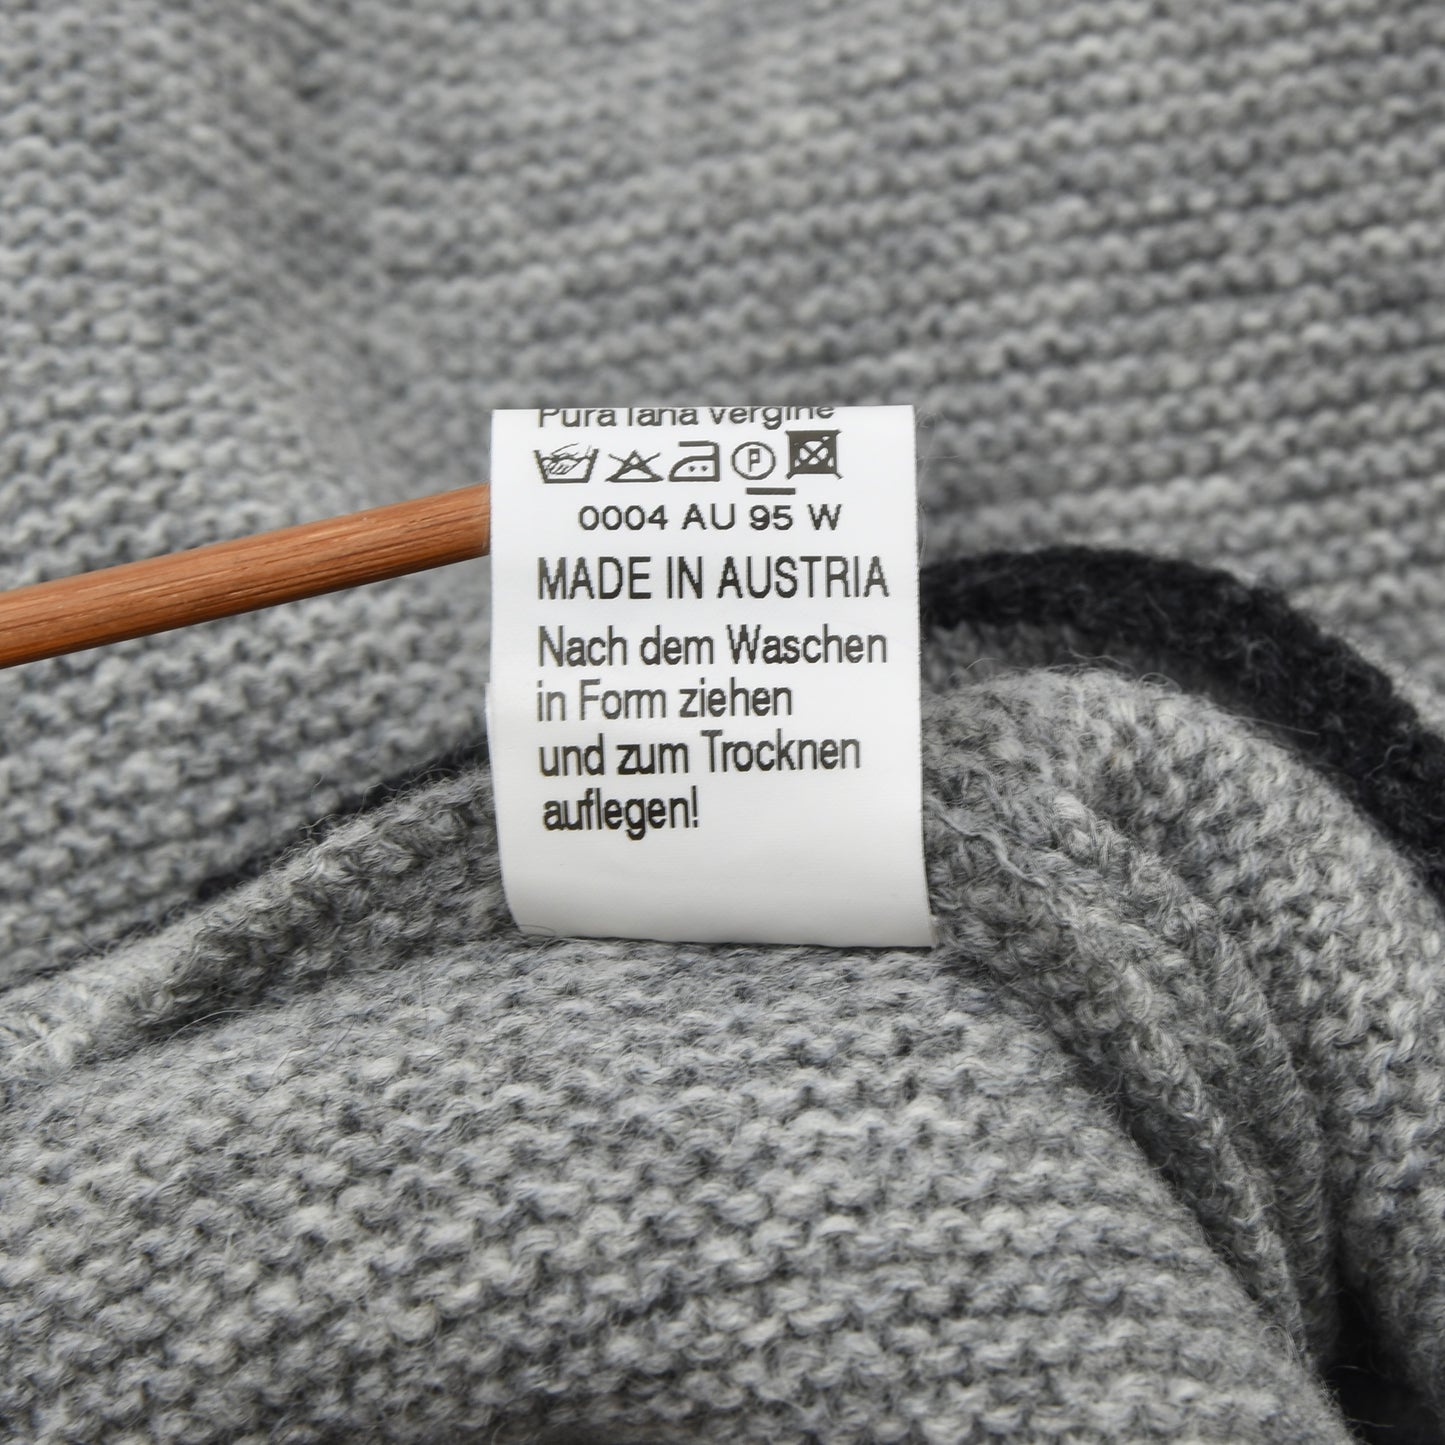 Pura lana vergine
P
0004 AU 95 W
MADE IN AUSTRIA
Nach dem Waschen
in Form ziehen
und zum Trocknen
auflegen!